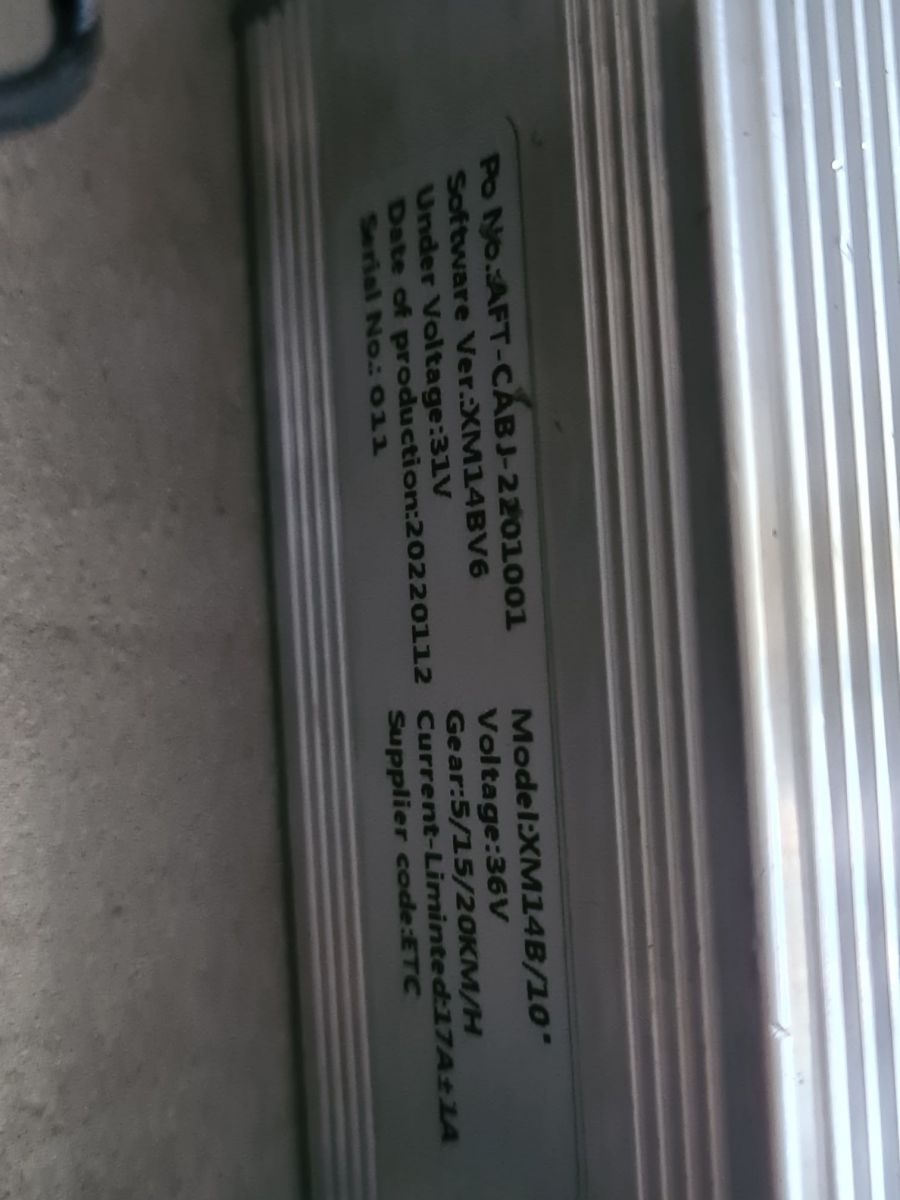 Po No.:AFT-CABJ-2201001
Software Ver.:XM14BV6
Under Voltage:31V
Date of production:20220112
Serial No.: 011
Model:XM14B/10"
Voltage:36V
Gear:5/15/20KM/H
Current-Liminted:17A±1A
Supplier code:ETC